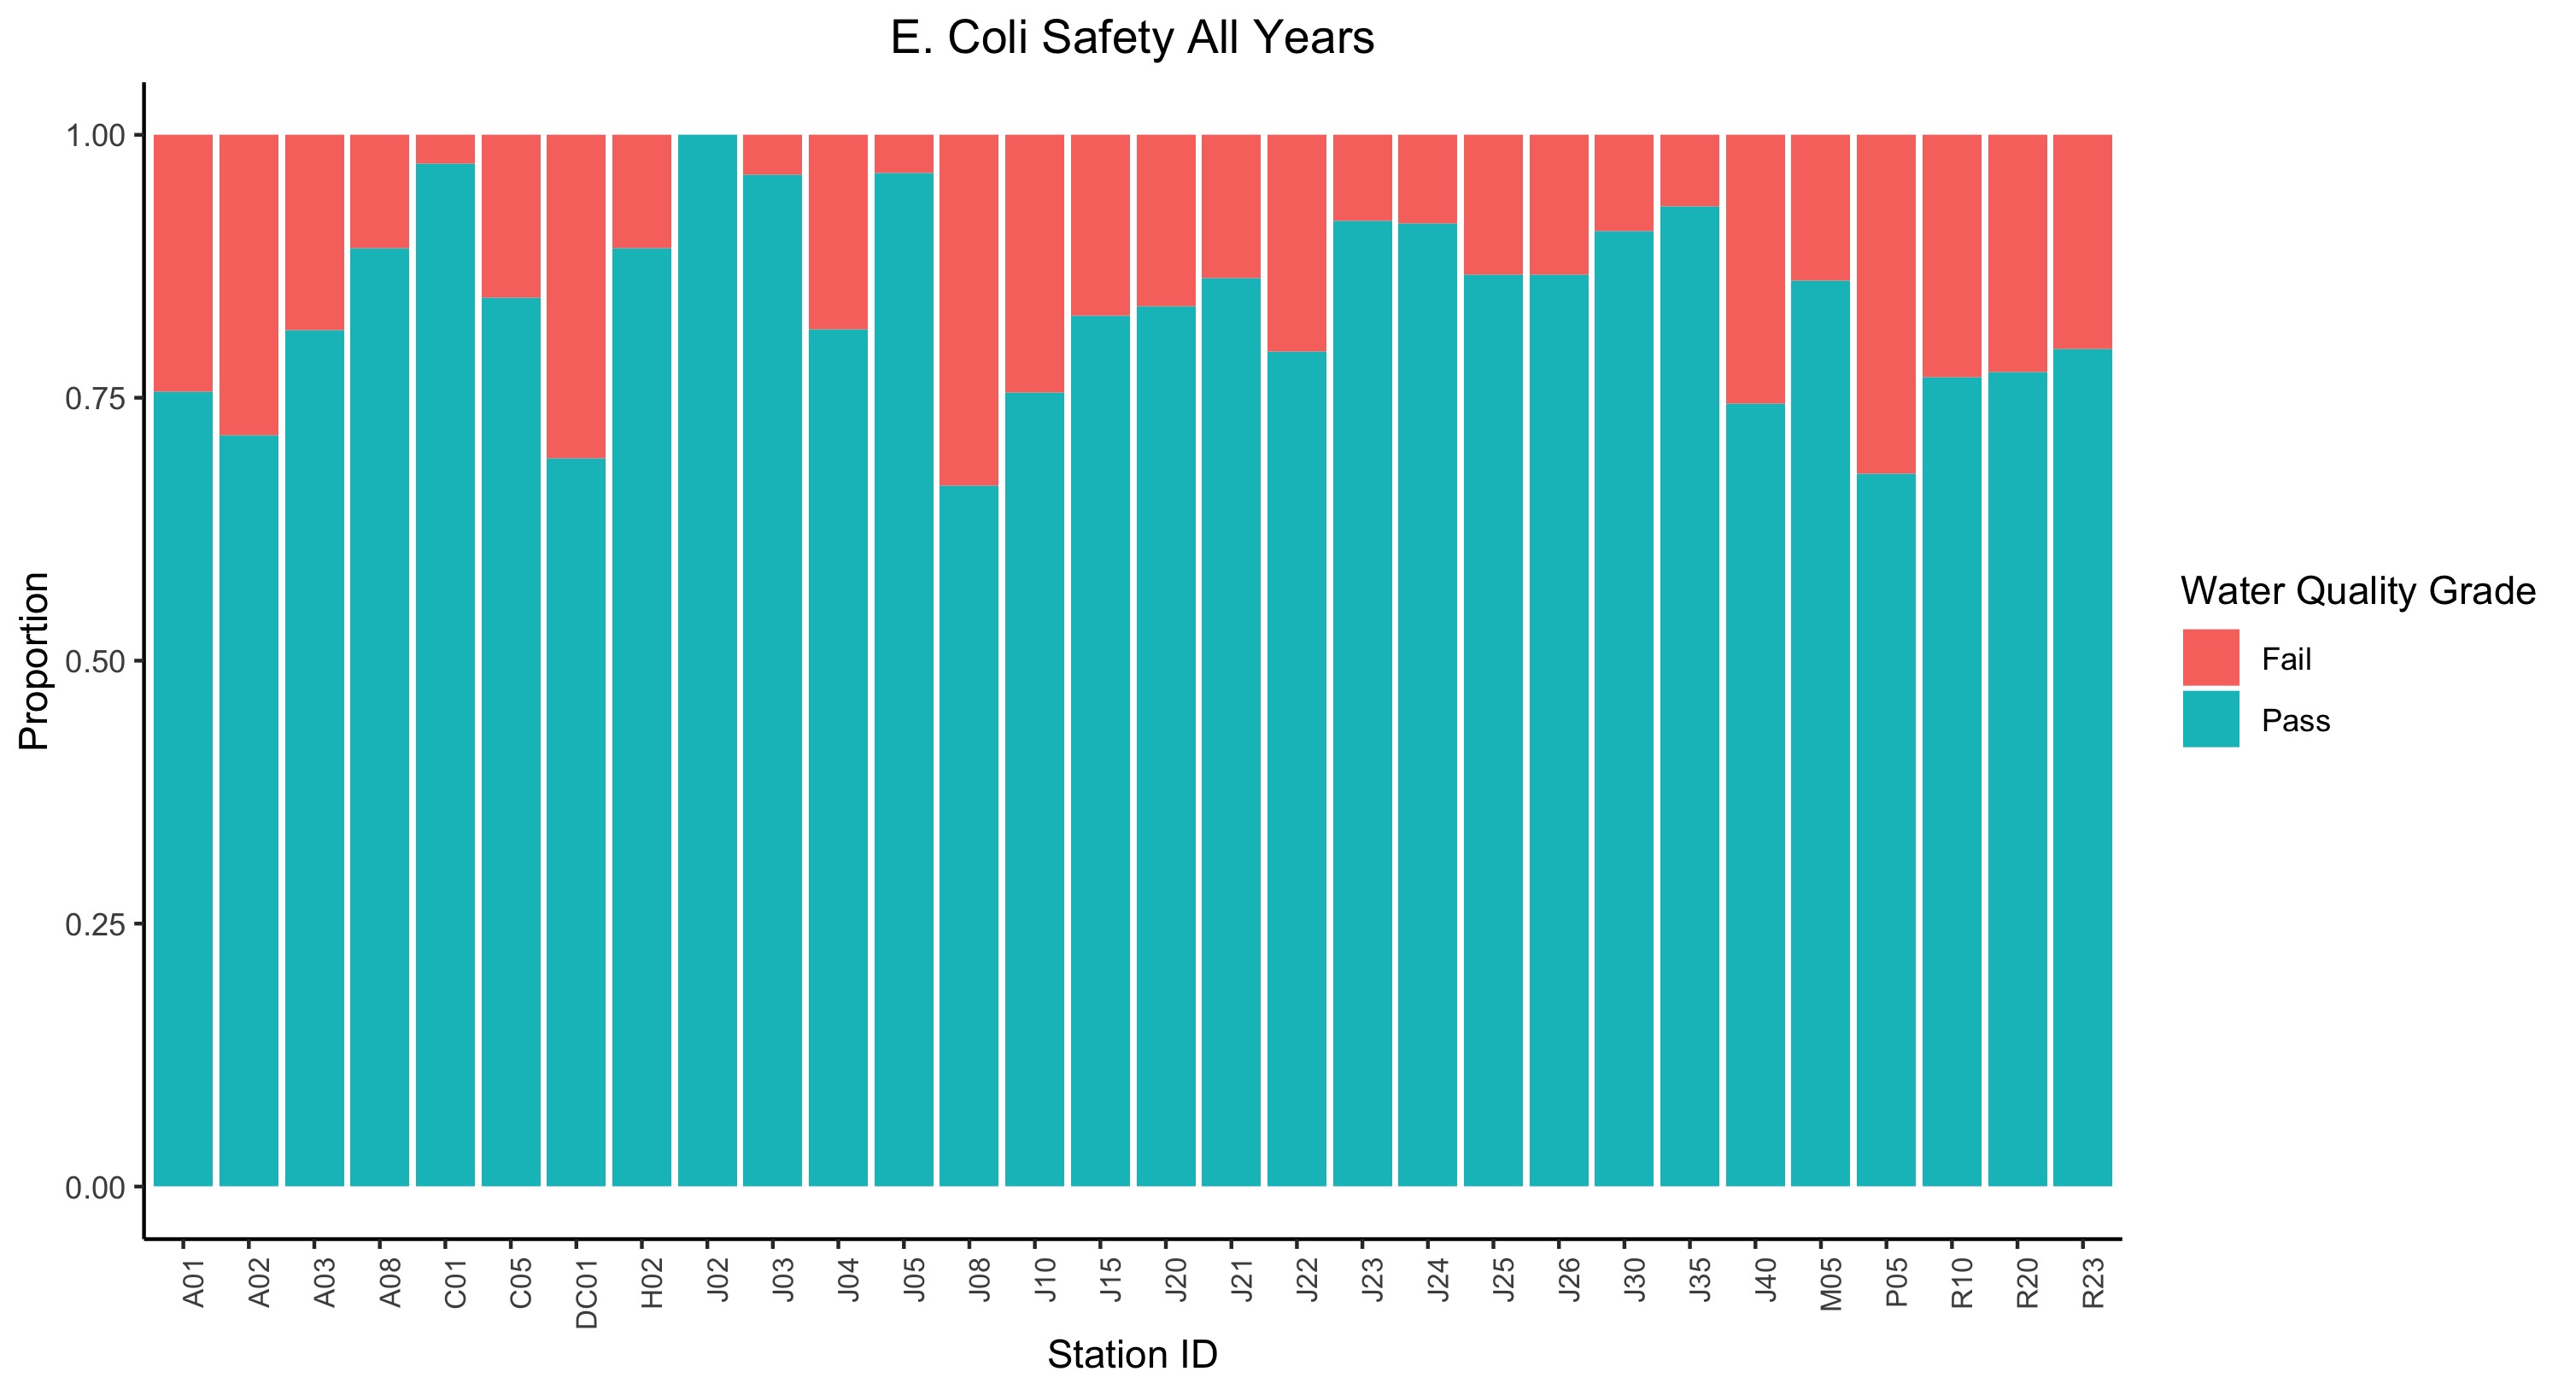 E. Coli Safety All Years
1.00
0.75
0.50
0.25
0.00
Proportion
A01
A02
A03
A08
C01
C05
DC01
H02
J02
J03
J04
J05
J08
J10
J15
J20
J21
J22
J23
J24
J25
J26
J30
J35
J40
M05
P05
R10
R20
R23
Station ID
Water Quality Grade
Fail
Pass